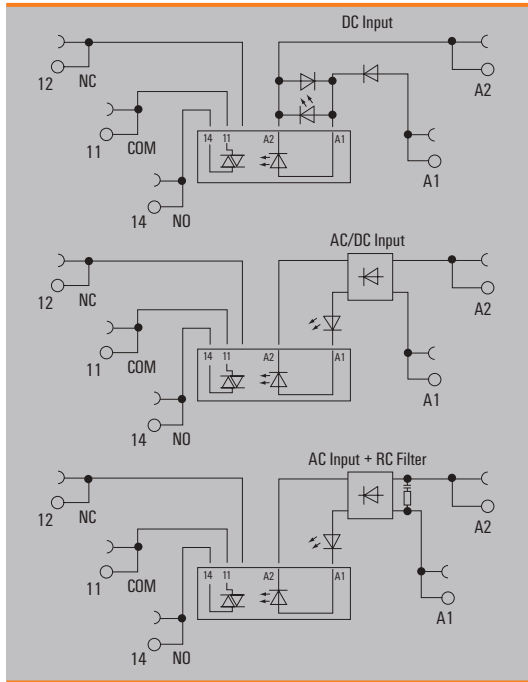 DC Input
12 NC
A2
11 COM
14 11 A2 A1
A1
14 NO
AC/DC Input
12 NC
A2
11 COM
14 11 A2 A1
A1
14 NO
AC Input + RC Filter
12 NC
A2
11 COM
14 11 A2 A1
A1
14 NO